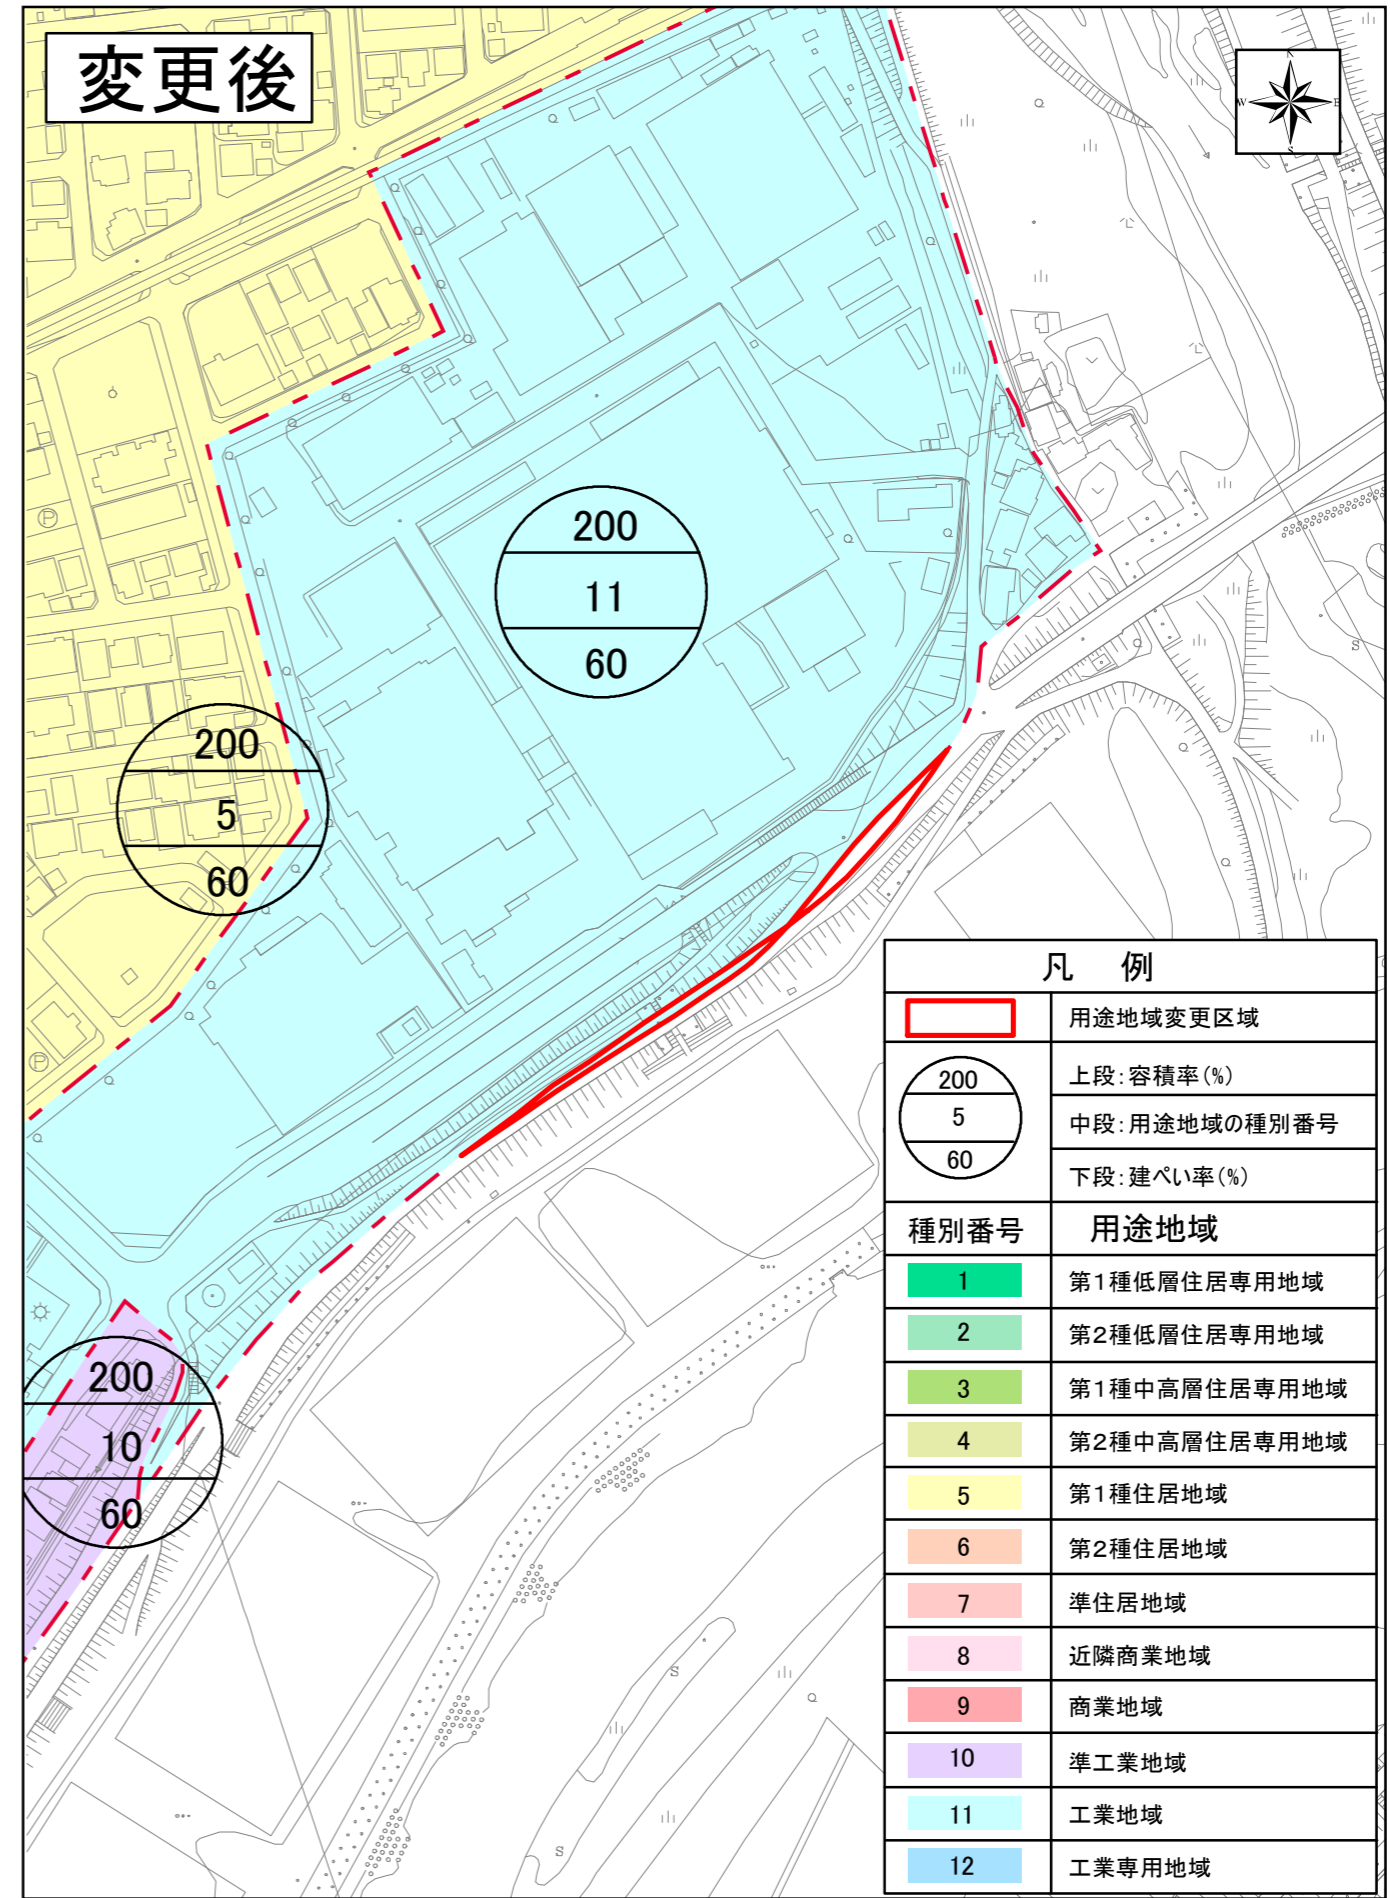 変更後
N
W E
S
200
11
60
200
5
60
200
10
60
P
P
S
S
S
凡 例
用途地域変更区域
200
5
60
上段:容積率(%)
中段:用途地域の種別番号
下段:建ぺい率(%)
種別番号 用途地域
1 第1種低層住居専用地域
2 第2種低層住居専用地域
3 第1種中高層住居専用地域
4 第2種中高層住居専用地域
5 第1種住居地域
6 第2種住居地域
7 準住居地域
8 近隣商業地域
9 商業地域
10 準工業地域
11 工業地域
12 工業専用地域